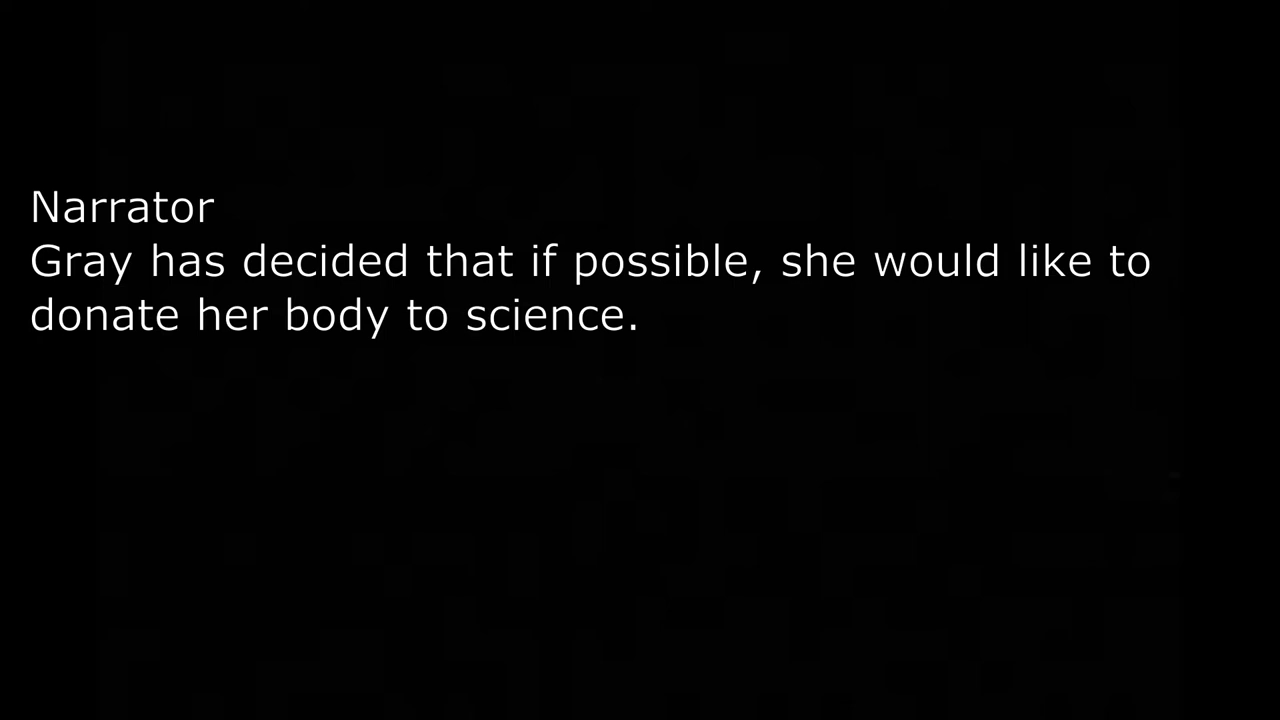 Narrator
Gray has decided that if possible, she would like to
donate her body to science.